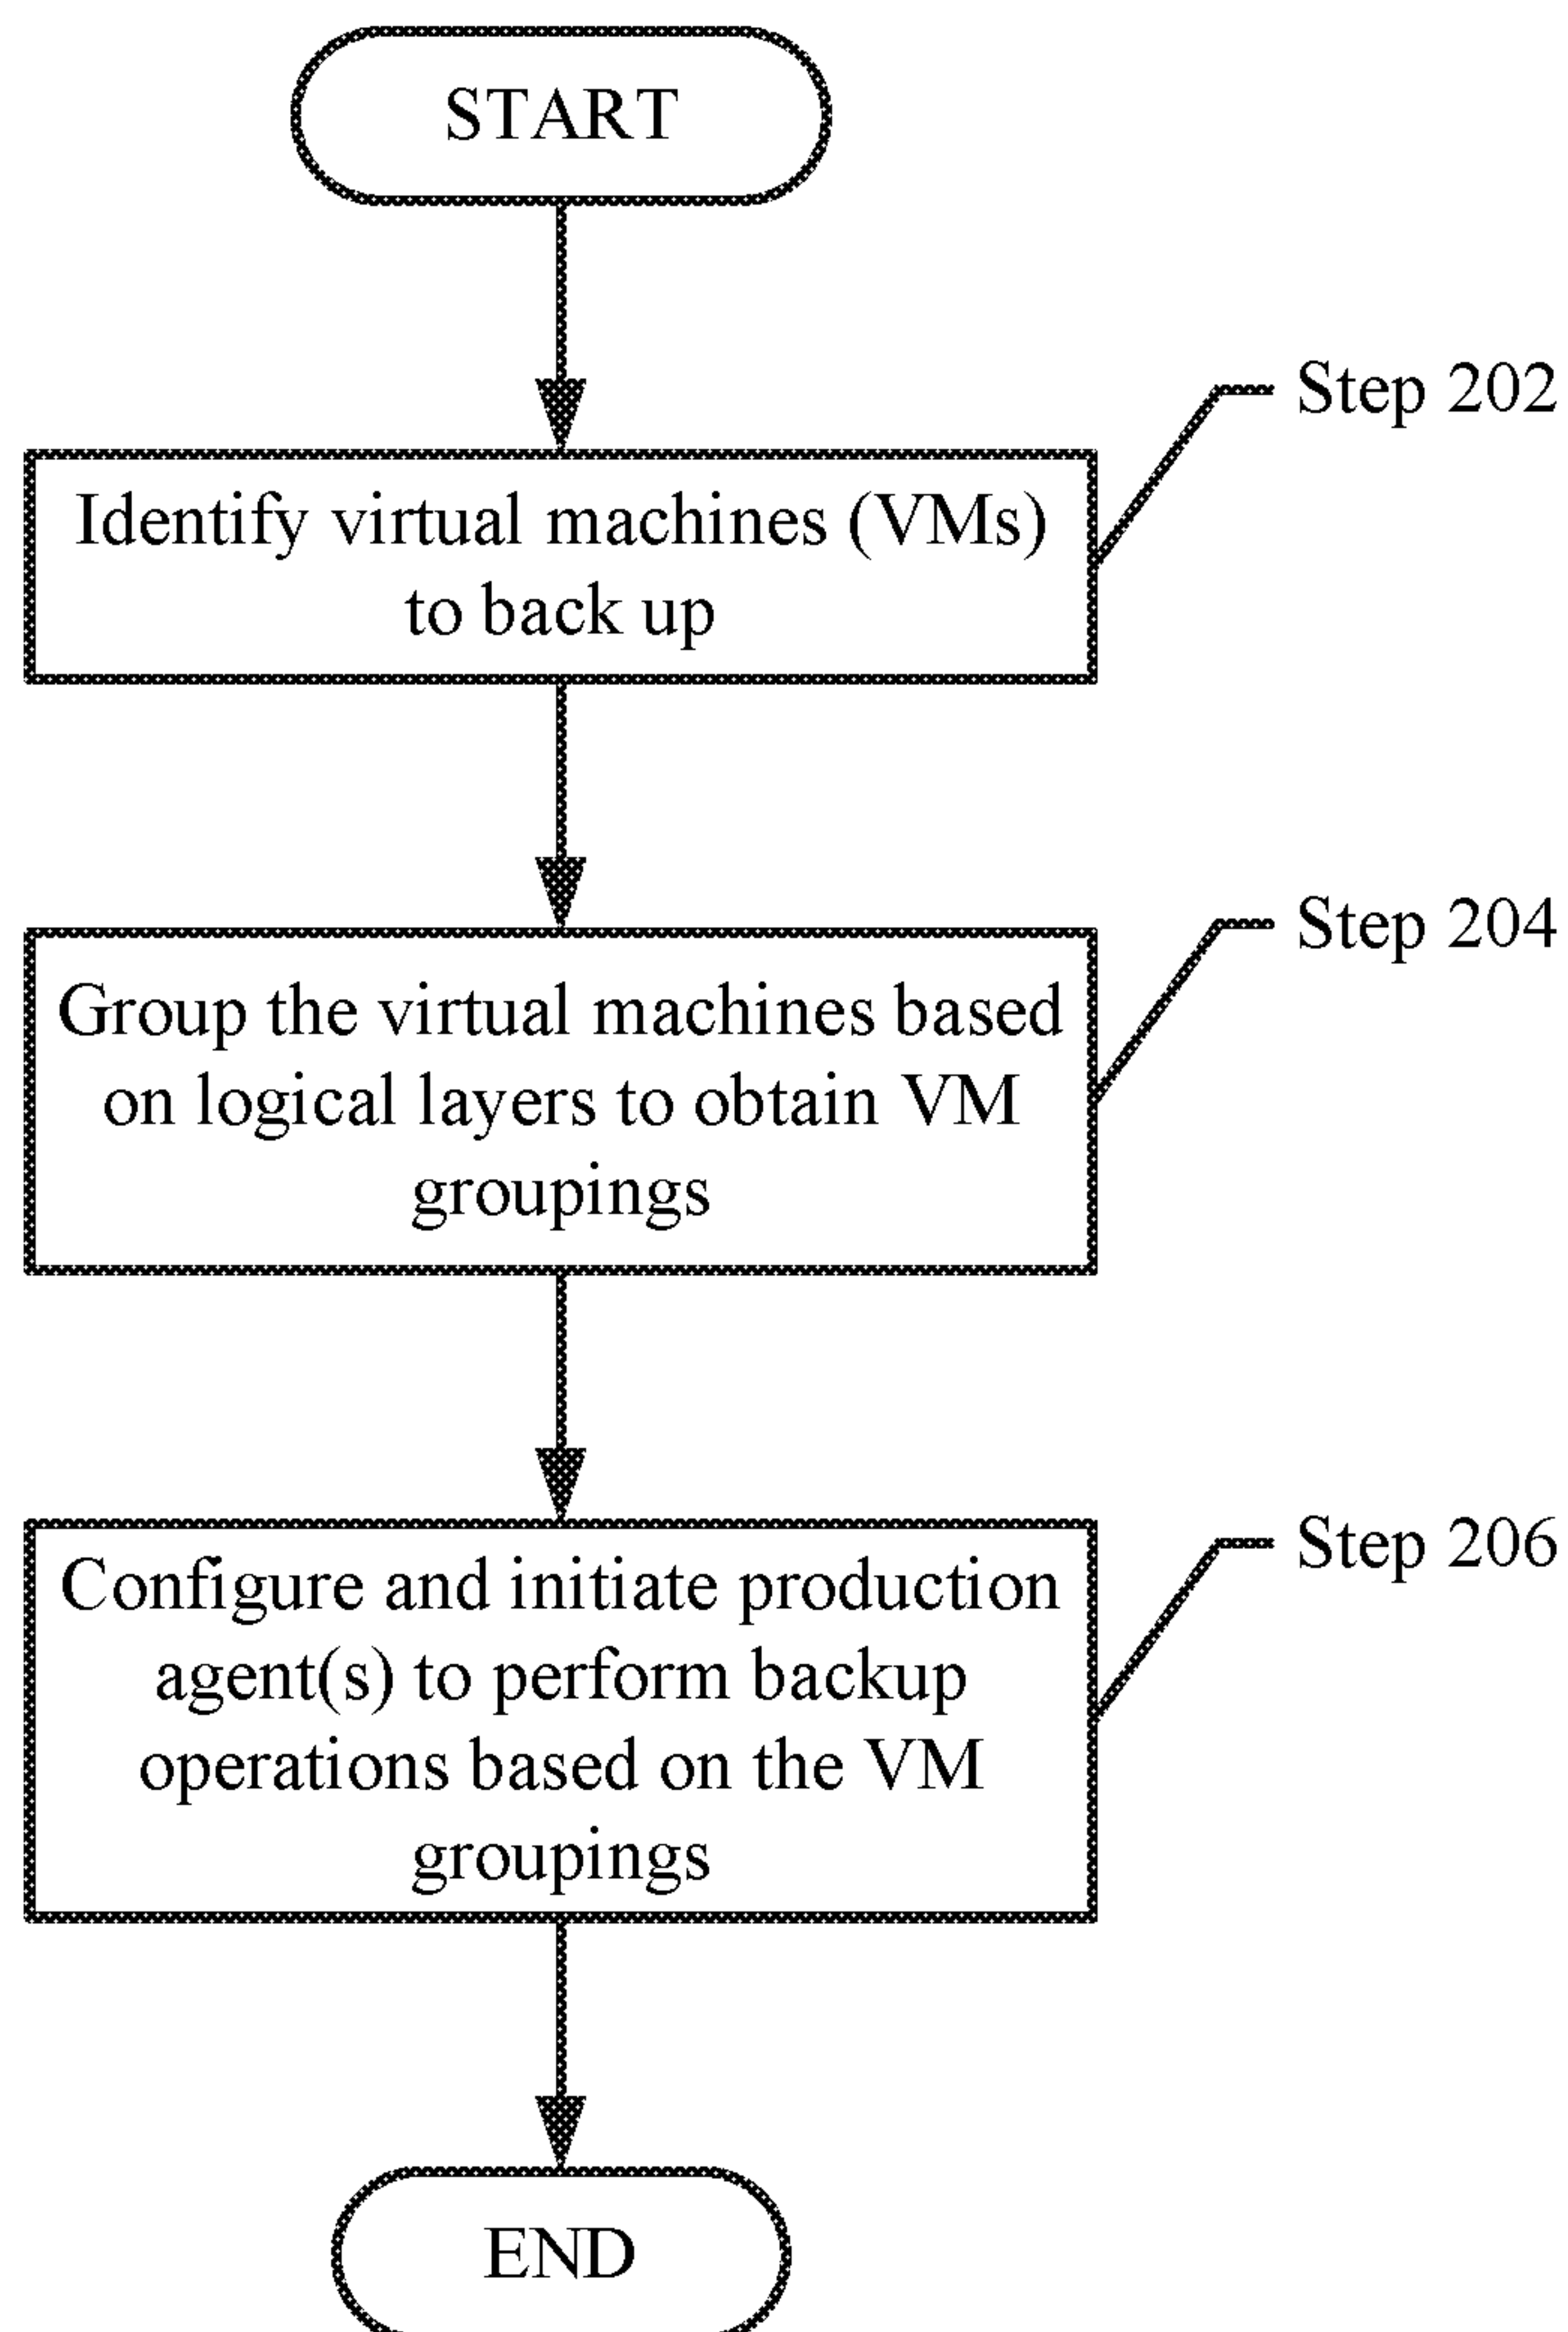 START
Step 202
Identify virtual machines (VMs)
to back up
Step 204
Group the virtual machines based
on logical layers to obtain VM
groupings
Step 206
Configure and initiate production
agent(s) to perform backup
operations based on the VM
groupings
END